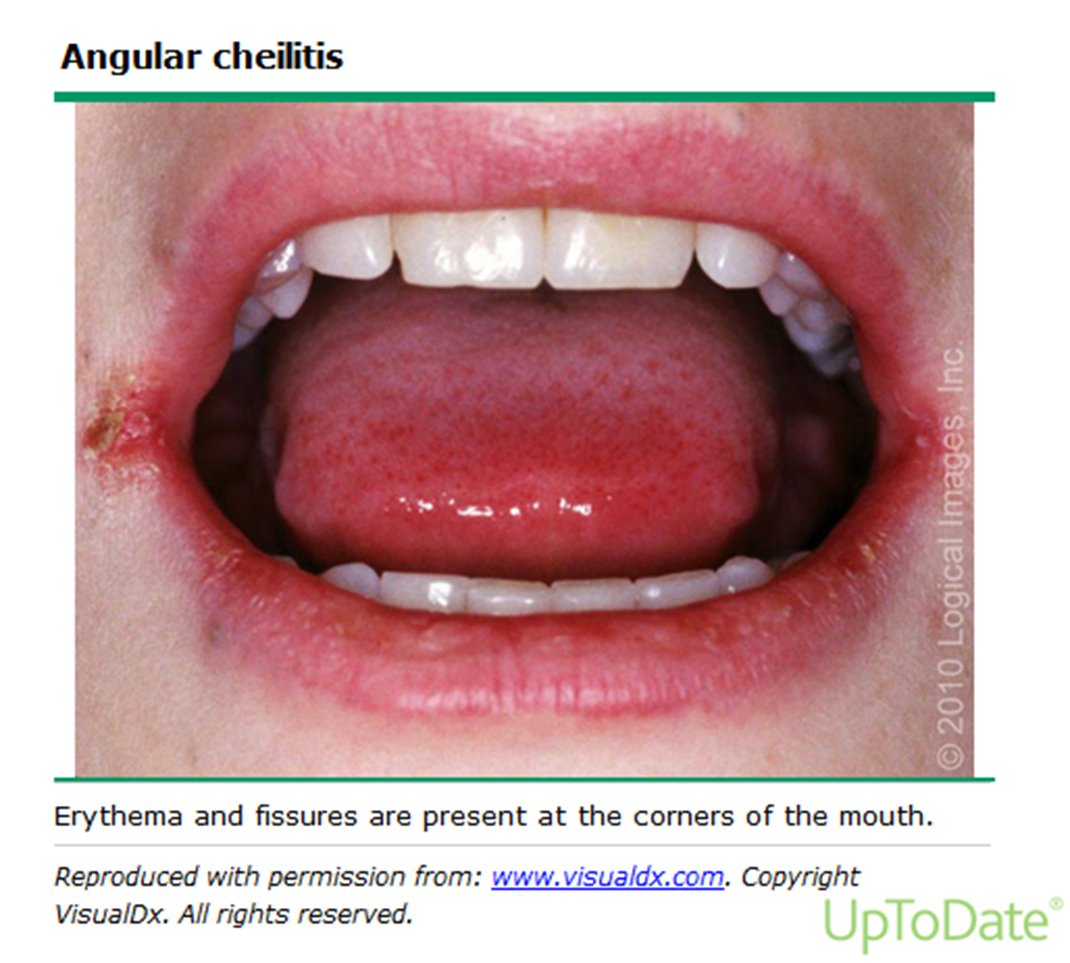 Angular cheilitis
© 2010 Logical Images, Inc.
Erythema and fissures are present at the corners of the mouth.
Reproduced with permission from: www.visualdx.com. Copyright
VisualDx. All rights reserved.
UpToDate®